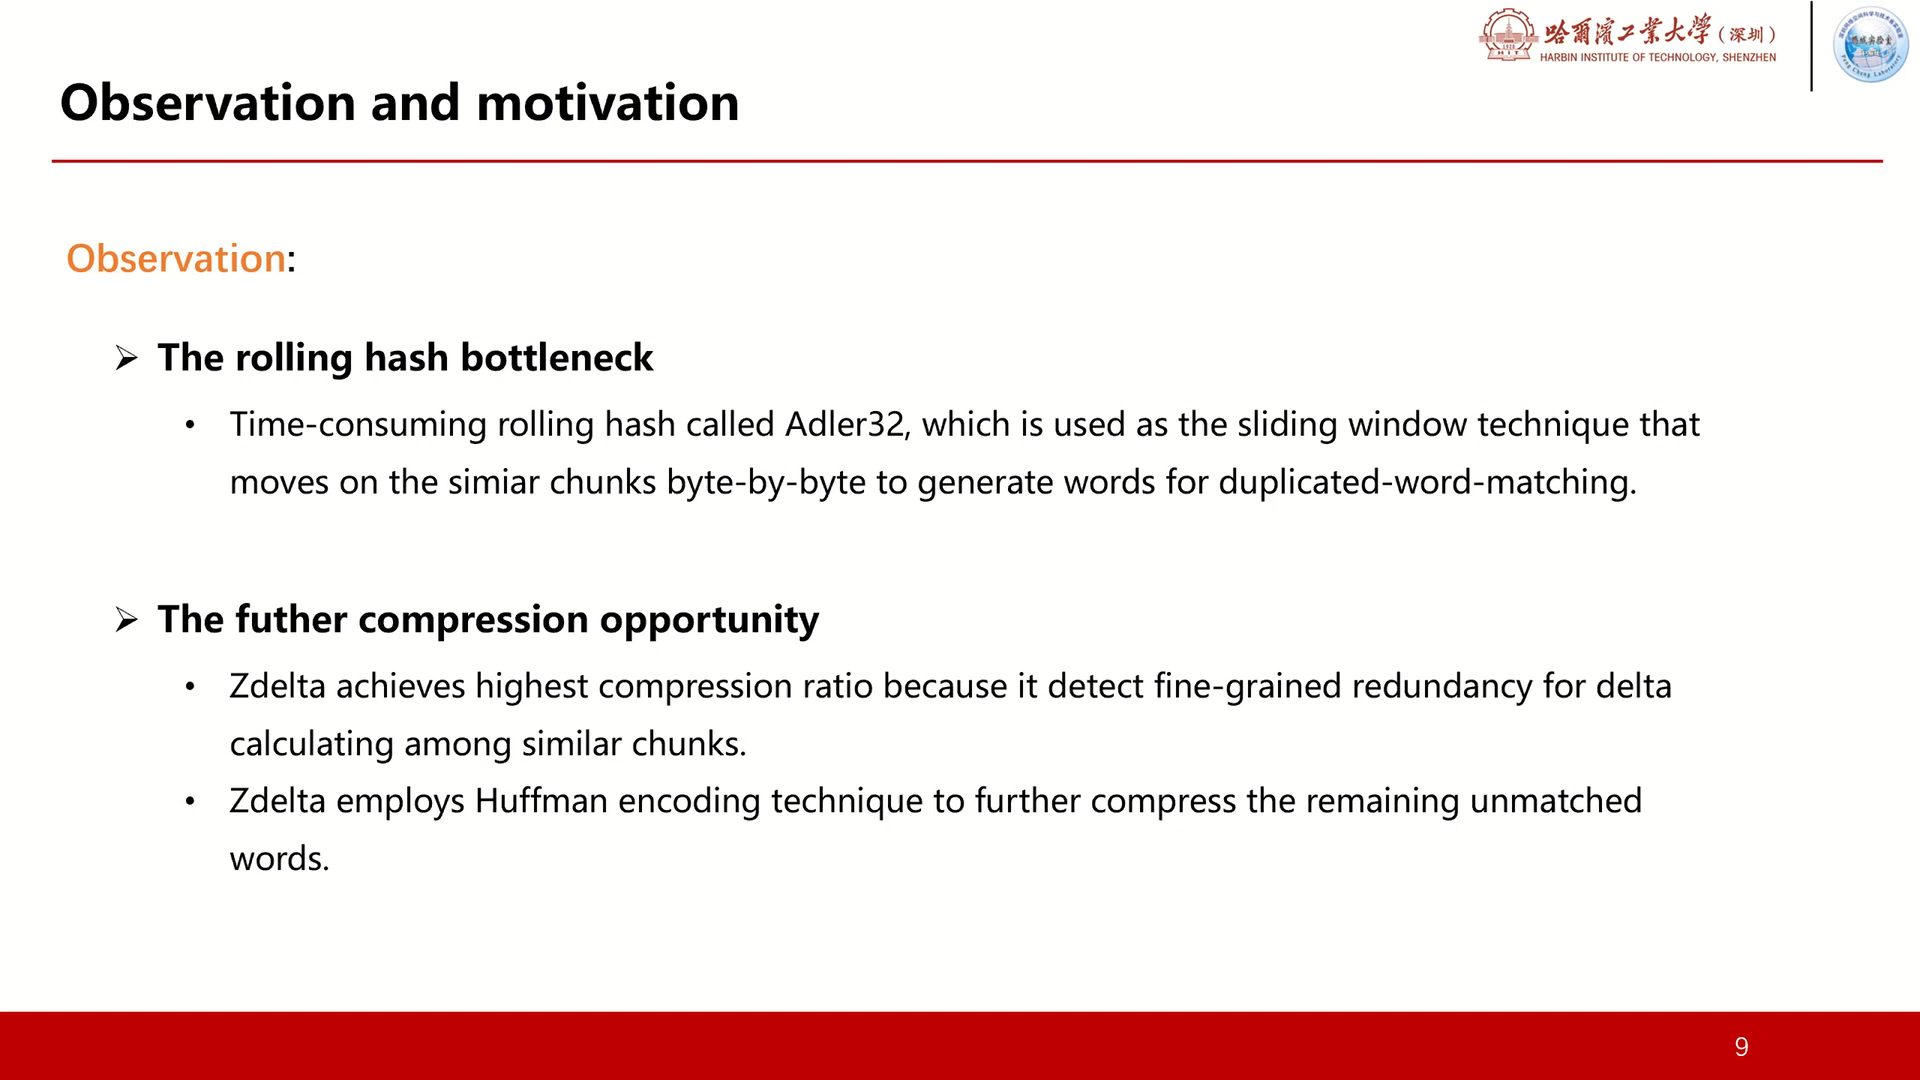 哈爾濱工業大學(深圳)
HARBIN INSTITUTE OF TECHNOLOGY, SHENZHEN
Observation and motivation
Observation:
➢ The rolling hash bottleneck
• Time-consuming rolling hash called Adler32, which is used as the sliding window technique that
moves on the simiar chunks byte-by-byte to generate words for duplicated-word-matching.
➢ The futher compression opportunity
• Zdelta achieves highest compression ratio because it detect fine-grained redundancy for delta
calculating among similar chunks.
• Zdelta employs Huffman encoding technique to further compress the remaining unmatched
words.
9